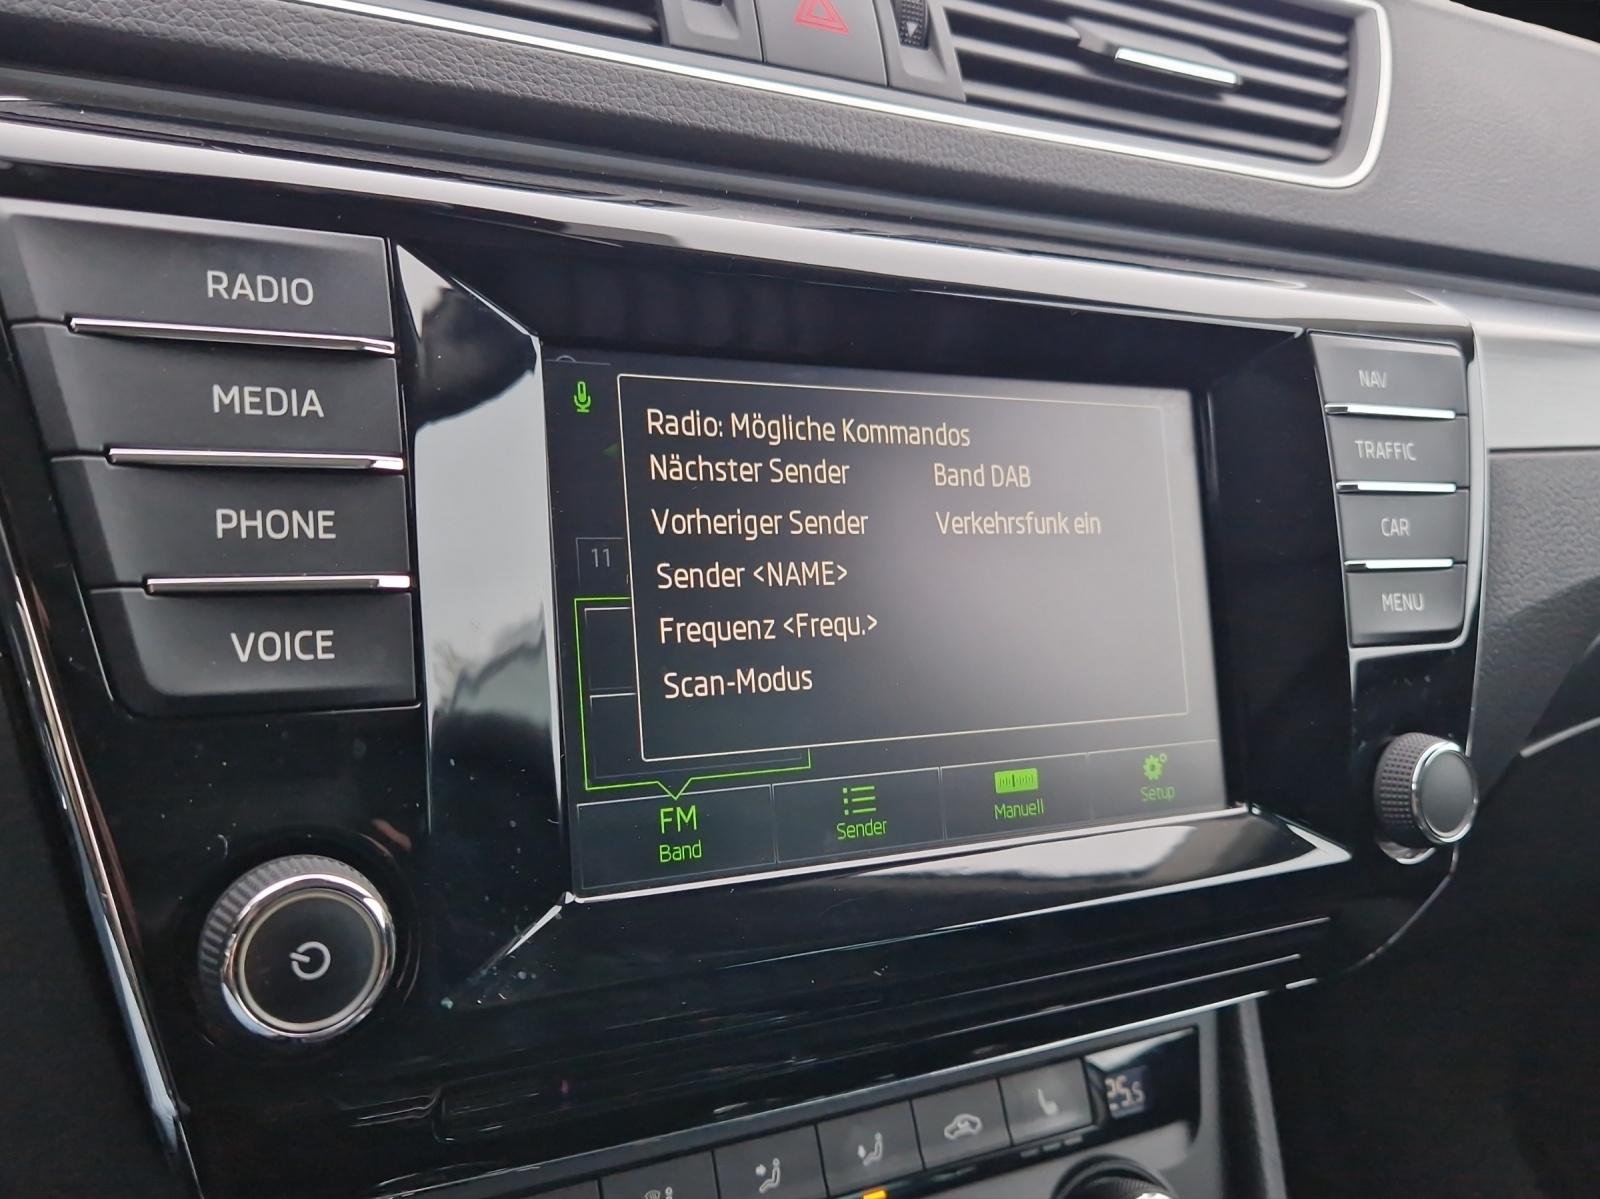 RADIO
MEDIA
PHONE
VOICE
Radio: Mögliche Kommandos
Nächster Sender
Band DAB
Vorheriger Sender
Verkehrsfunk ein
Sender <NAME>
Frequenz <Frequ.>
Scan-Modus
11
FM
Band
Sender
Manuell
Setup
NAV
TRAFFIC
CAR
MENU
25.5